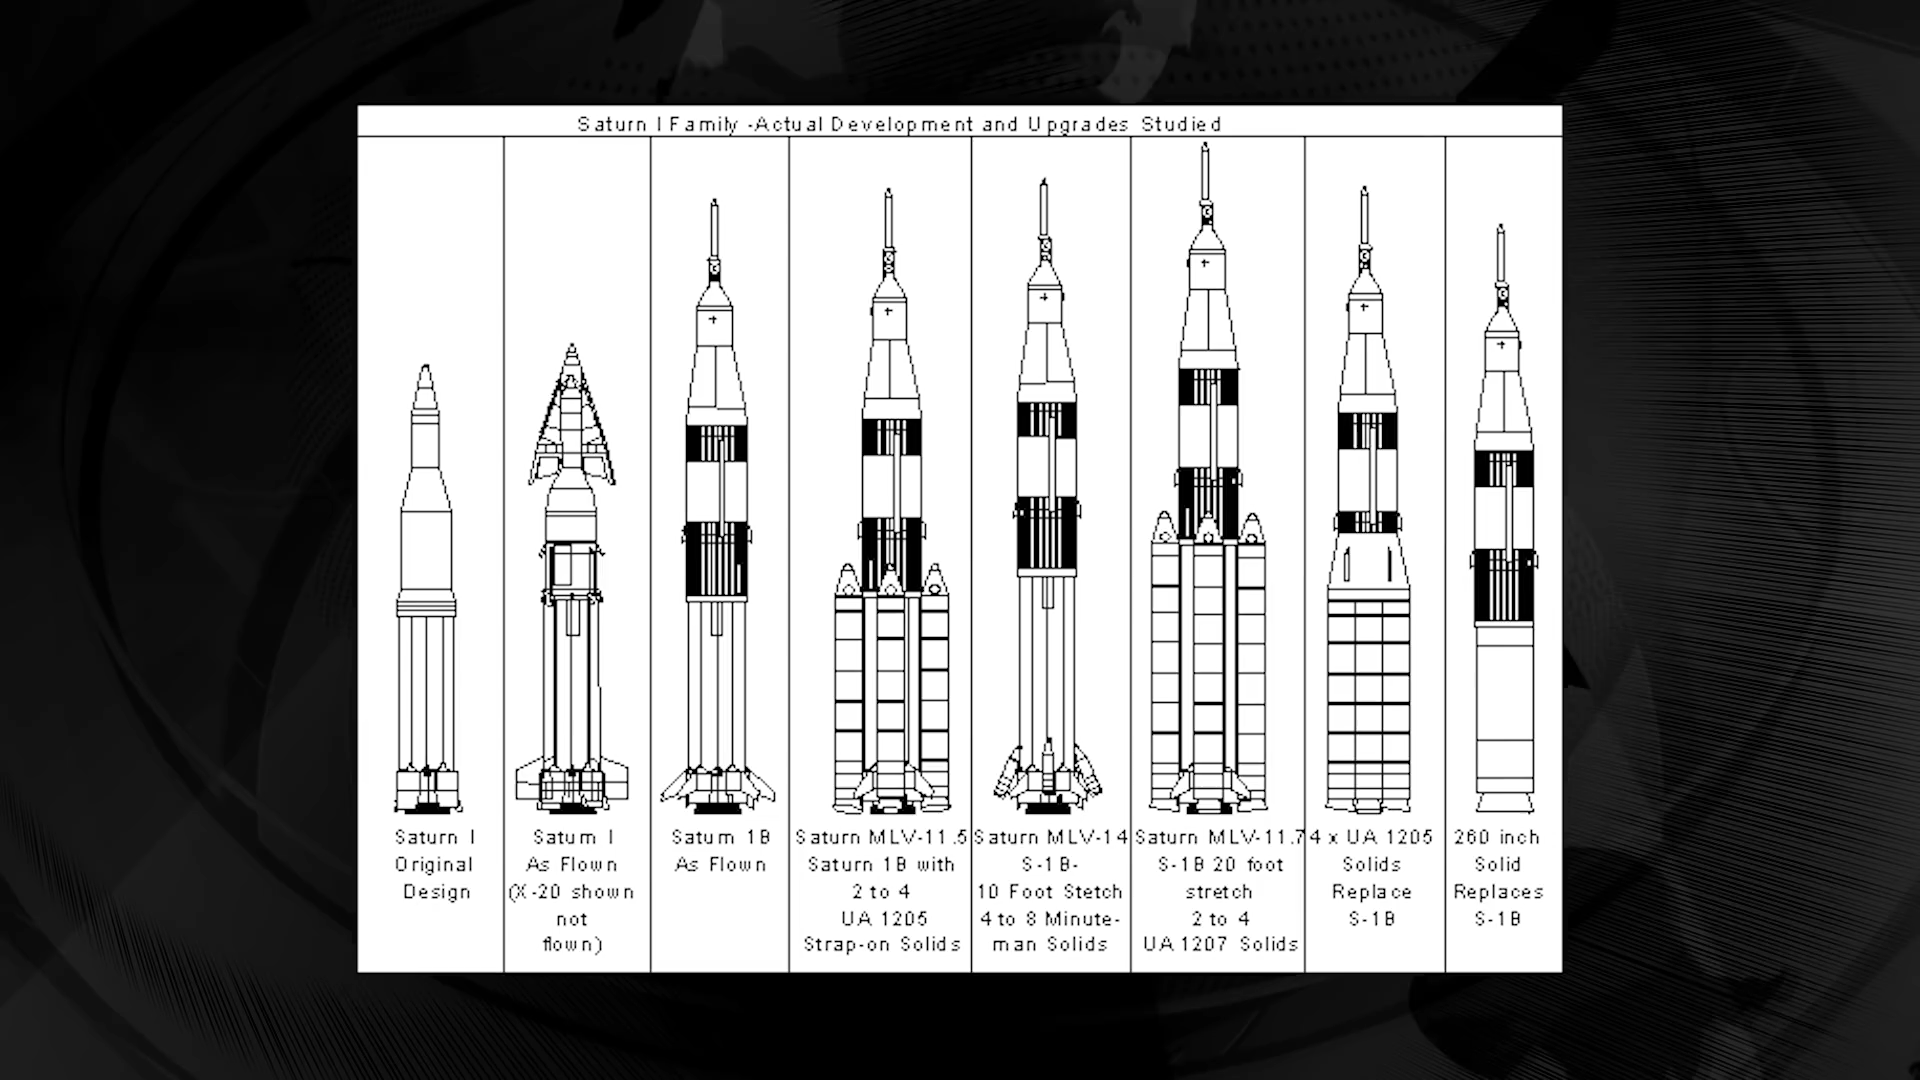 Saturn I Family -Actual Development and Upgrades Studied
Saturn I
Original
Design
Saturn I
As Flown
(X-20 shown
not
flown)
Saturn 1B
As Flown
Saturn MLV-11.5
Saturn 1B with
2 to 4
UA 1205
Strap-on Solids
Saturn MLV-14
S-1B-
10 Foot Stetch
4 to 8 Minute-
man Solids
Saturn MLV-11.7
S-1B 20 foot
stretch
2 to 4
UA 1207 Solids
4 x UA 1205
Solids
Replace
S-1B
260 inch
Solid
Replaces
S-1B